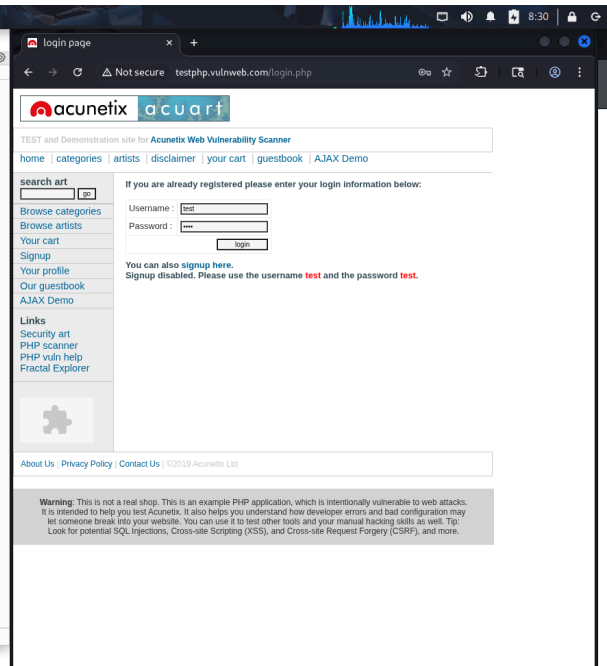 8:30
login page
Not secure testphp.vulnweb.com/login.php
acunetix acuart
TEST and Demonstration site for Acunetix Web Vulnerability Scanner
home | categories | artists | disclaimer | your cart | guestbook | AJAX Demo
search art
go
Browse categories
Browse artists
Your cart
Signup
Your profile
Our guestbook
AJAX Demo
Links
Security art
PHP scanner
PHP vuln help
Fractal Explorer
If you are already registered please enter your login information below:
Username : test
Password : ••••
login
You can also signup here.
Signup disabled. Please use the username test and the password test.
About Us | Privacy Policy | Contact Us | ©2019 Acunetix Ltd
Warning: This is not a real shop. This is an example PHP application, which is intentionally vulnerable to web attacks.
It is intended to help you test Acunetix. It also helps you understand how developer errors and bad configuration may
let someone break into your website. You can use it to test other tools and your manual hacking skills as well. Tip:
Look for potential SQL Injections, Cross-site Scripting (XSS), and Cross-site Request Forgery (CSRF), and more.